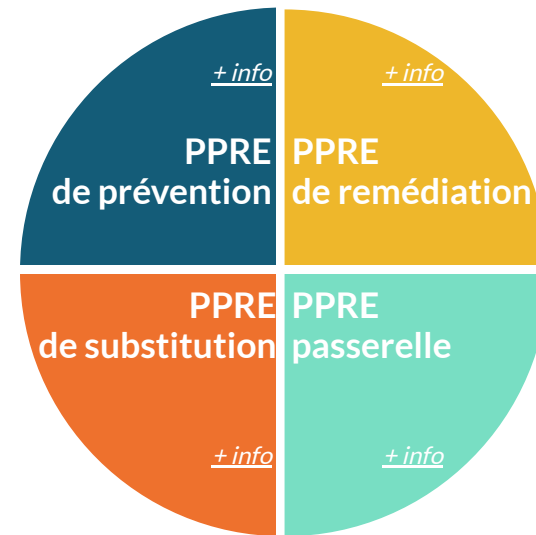 + info
PPRE
de prévention
+ info
PPRE
de remédiation
PPRE
de substitution
+ info
PPRE
passerelle
+ info